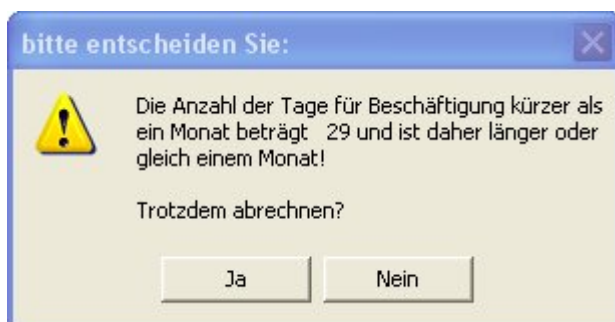 bitte entscheiden Sie:
Die Anzahl der Tage für Beschäftigung kürzer als
ein Monat beträgt   29 und ist daher länger oder
gleich einem Monat!
Trotzdem abrechnen?
Ja
Nein